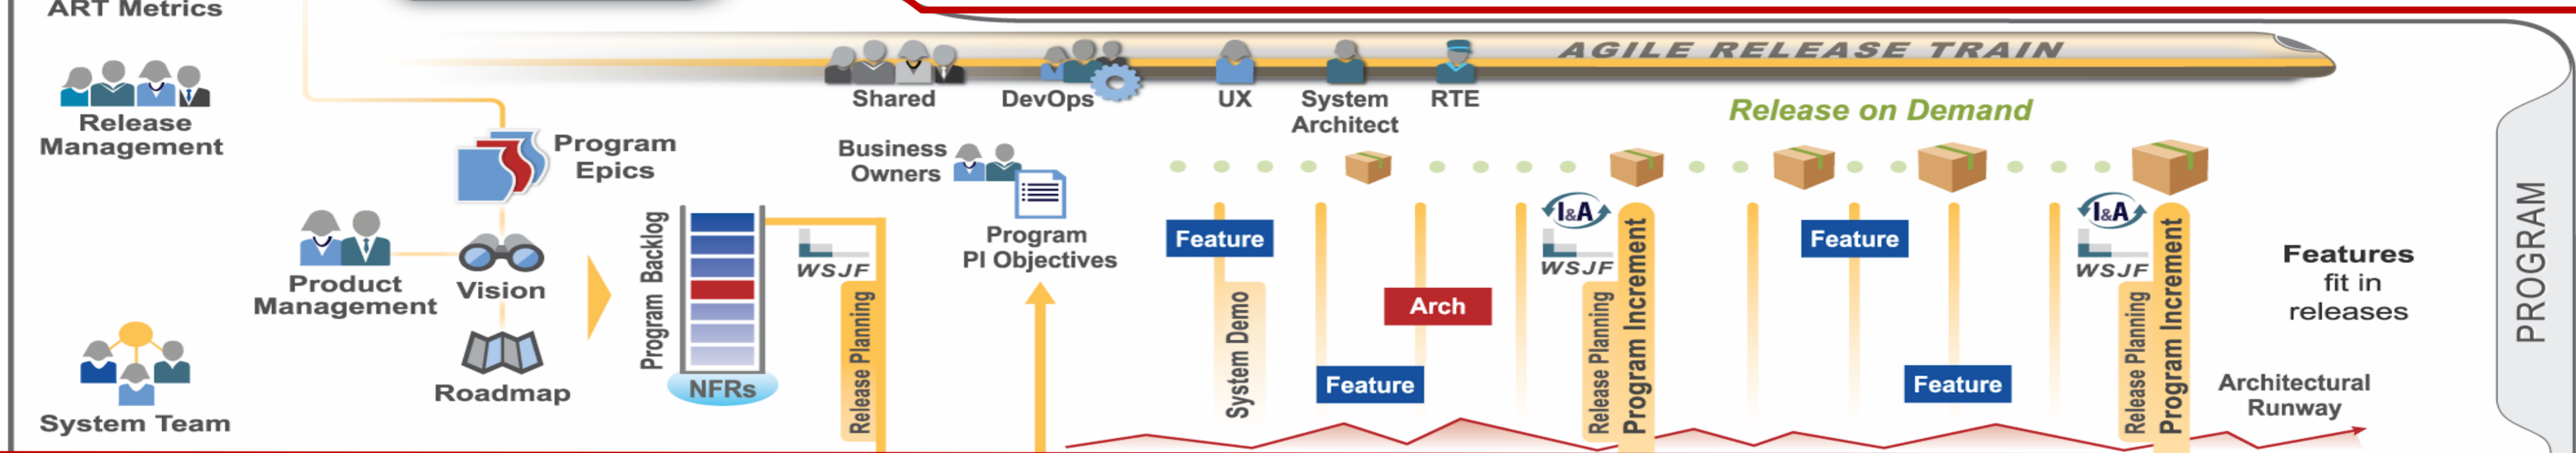 ART Metrics
Release
Management
System Team
Product
Management
Program
Epics
Vision
Roadmap
Program Backlog
NFRs
WSJF
Release Planning
Shared
DevOps
UX
System
Architect
RTE
AGILE RELEASE TRAIN
Release on Demand
Business
Owners
Program
PI Objectives
Feature
System Demo
Feature
Arch
I&A
WSJF
Release Planning
Program Increment
Feature
Feature
I&A
WSJF
Release Planning
Program Increment
Features
fit in
releases
Architectural
Runway
PROGRAM